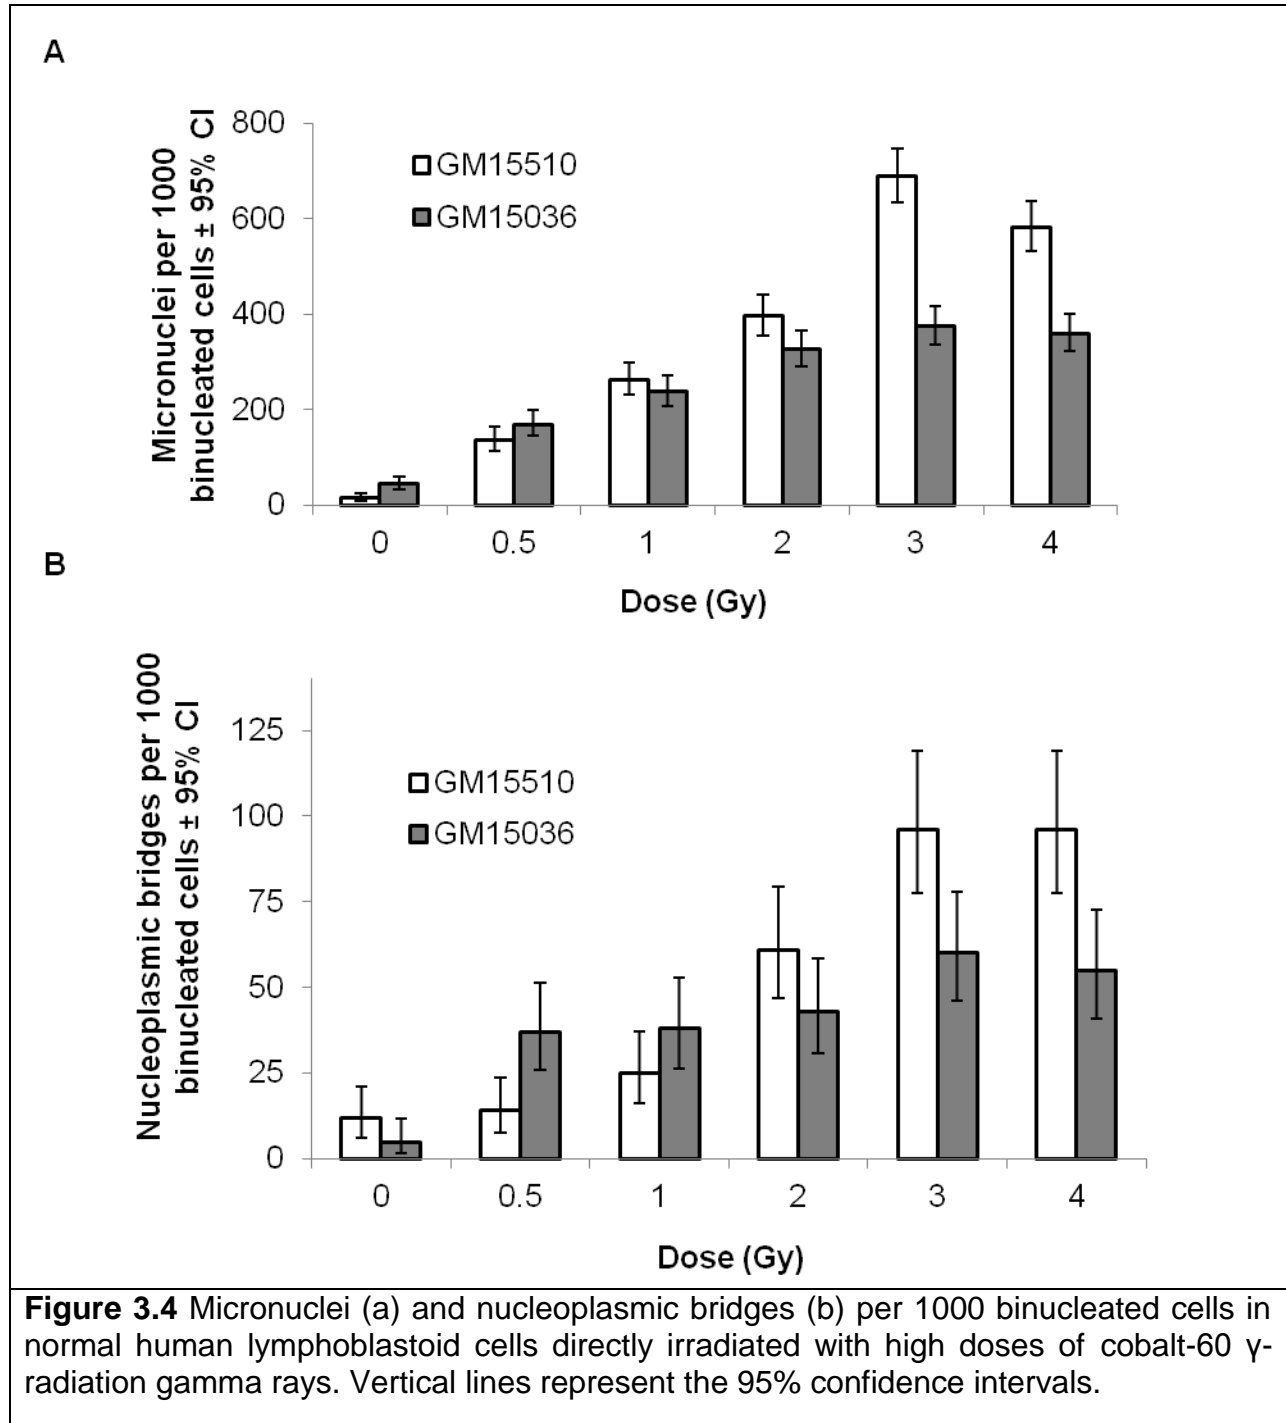 A
Micronuclei per 1000
binucleated cells ± 95% CI
800
600
400
200
0
GM15510
GM15036
0 0.5 1 2 3 4
Dose (Gy)
B
Nucleoplasmic bridges per 1000
binucleated cells ± 95% CI
125
100
75
50
25
0
GM15510
GM15036
0 0.5 1 2 3 4
Dose (Gy)
Figure 3.4 Micronuclei (a) and nucleoplasmic bridges (b) per 1000 binucleated cells in
normal human lymphoblastoid cells directly irradiated with high doses of cobalt-60 γ-
radiation gamma rays. Vertical lines represent the 95% confidence intervals.